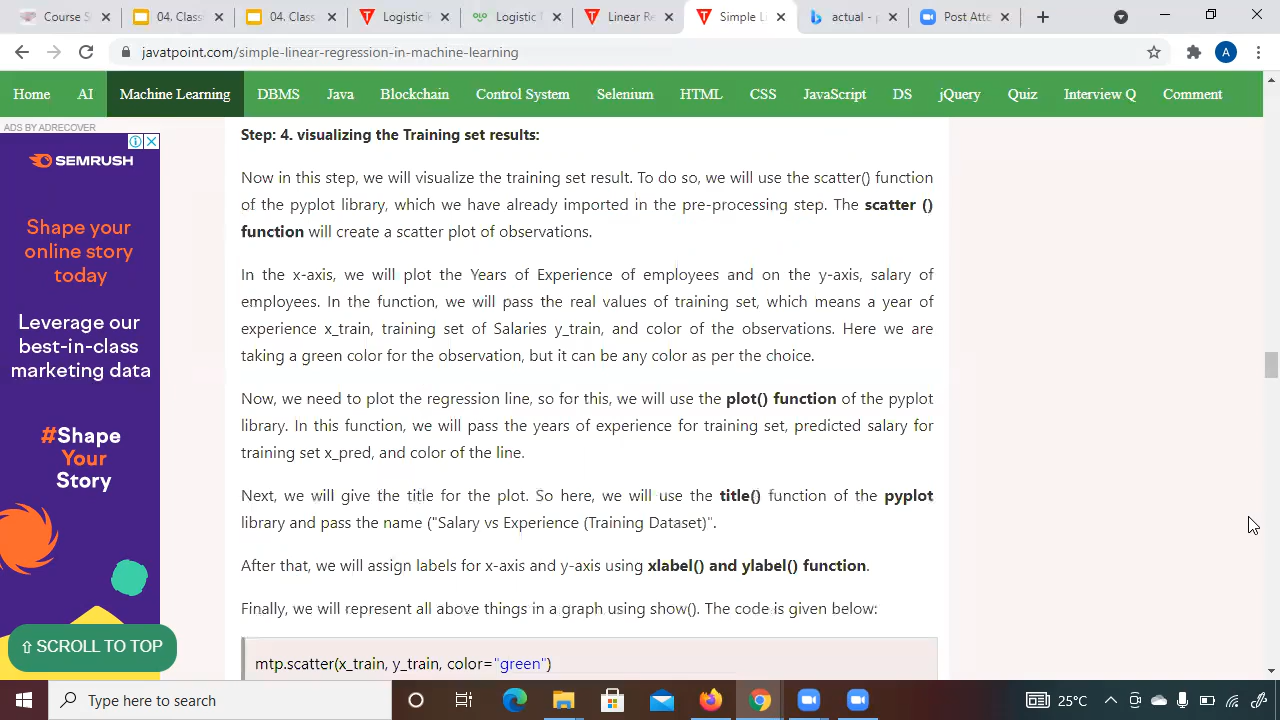 Course S
04. Class
04. Class
Logistic R
Logistic T
Linear Re
Simple Li
actual - p
Post Atte
javatpoint.com/simple-linear-regression-in-machine-learning
A
Home AI Machine Learning DBMS Java Blockchain Control System Selenium HTML CSS JavaScript DS jQuery Quiz Interview Q Comment
ADS BY ADRECOVER
SEMRUSH
Shape your
online story
today
Leverage our
best-in-class
marketing data
#Shape
Your
Story
⇧ SCROLL TO TOP
Step: 4. visualizing the Training set results:
Now in this step, we will visualize the training set result. To do so, we will use the scatter() function
of the pyplot library, which we have already imported in the pre-processing step. The scatter ()
function will create a scatter plot of observations.
In the x-axis, we will plot the Years of Experience of employees and on the y-axis, salary of
employees. In the function, we will pass the real values of training set, which means a year of
experience x_train, training set of Salaries y_train, and color of the observations. Here we are
taking a green color for the observation, but it can be any color as per the choice.
Now, we need to plot the regression line, so for this, we will use the plot() function of the pyplot
library. In this function, we will pass the years of experience for training set, predicted salary for
training set x_pred, and color of the line.
Next, we will give the title for the plot. So here, we will use the title() function of the pyplot
library and pass the name ("Salary vs Experience (Training Dataset)".
After that, we will assign labels for x-axis and y-axis using xlabel() and ylabel() function.
Finally, we will represent all above things in a graph using show(). The code is given below:
mtp.scatter(x_train, y_train, color="green")
Type here to search
25°C